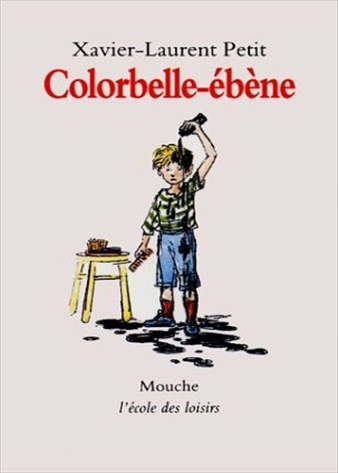 Xavier-Laurent Petit
Colorbelle-ébène
Mouche
l'école des loisirs